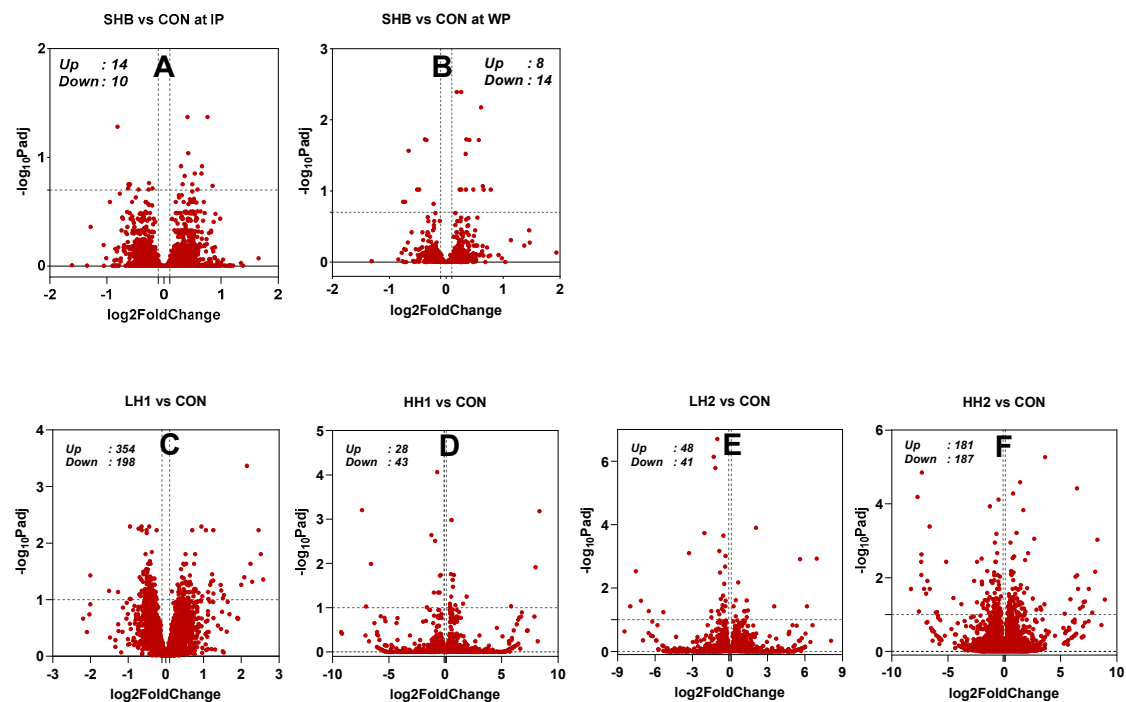 SHB vs CON at IP
A
Up : 14
Down : 10
2
1
0
-log10Padj
-2
-1
0
1
2
log2FoldChange
SHB vs CON at WP
B
Up : 8
Down : 14
3
2
1
0
-log10Padj
-2
-1
0
1
2
log2FoldChange
LH1 vs CON
C
Up : 354
Down : 198
4
3
2
1
0
-log10Padj
-3
-2
-1
0
1
2
3
log2FoldChange
HH1 vs CON
D
Up : 28
Down : 43
5
4
3
2
1
0
-log10Padj
-10
-5
0
5
10
log2FoldChange
LH2 vs CON
E
Up : 48
Down : 41
6
4
2
0
-log10Padj
-9
-6
-3
0
3
6
9
log2FoldChange
HH2 vs CON
F
Up : 181
Down : 187
6
4
2
0
-log10Padj
-10
-5
0
5
10
log2FoldChange